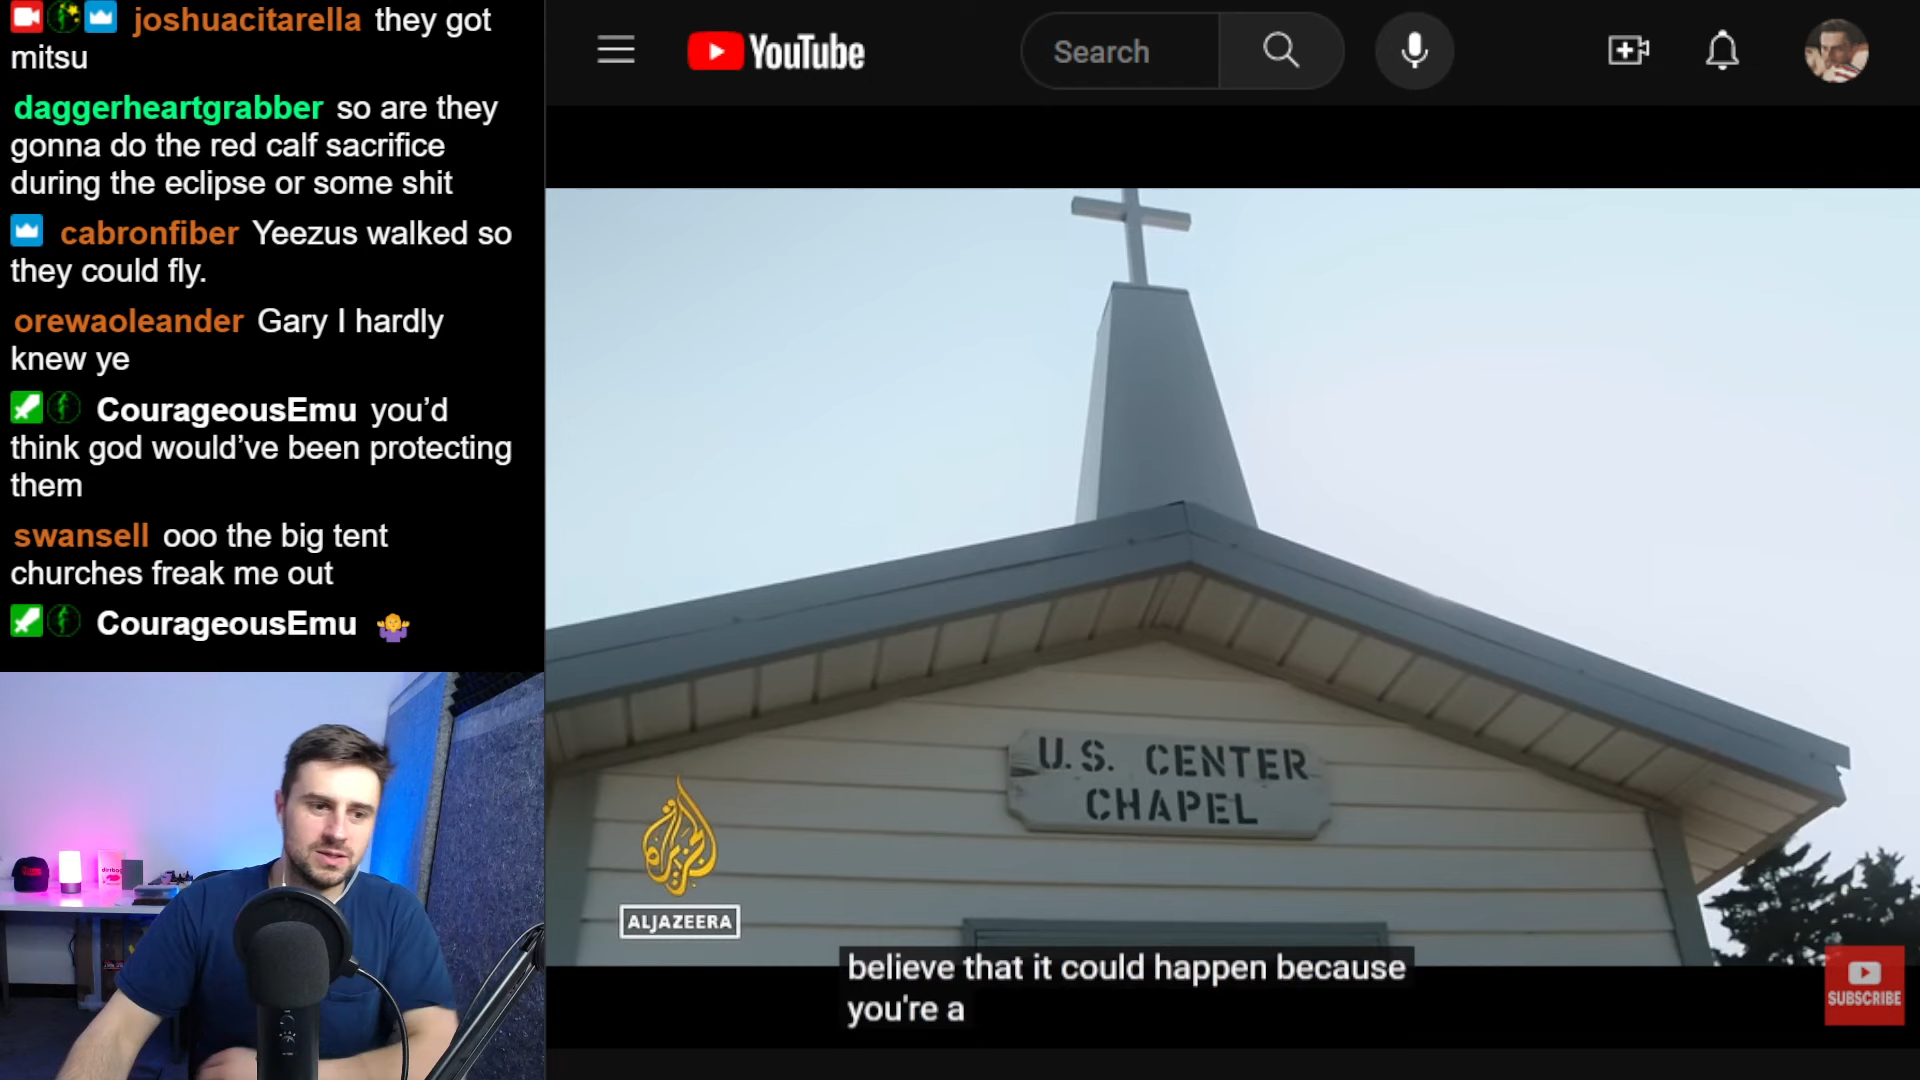 joshuacitarella they got
mitsu
daggerheartgrabber so are they
gonna do the red calf sacrifice
during the eclipse or some shit
cabronfiber Yeezus walked so
they could fly.
orewaoleander Gary I hardly
knew ye
CourageousEmu you’d
think god would’ve been protecting
them
swansell ooo the big tent
churches freak me out
CourageousEmu 🤷
YouTube
Search
U.S. CENTER
CHAPEL
ALJAZEERA
believe that it could happen because
you're a
SUBSCRIBE